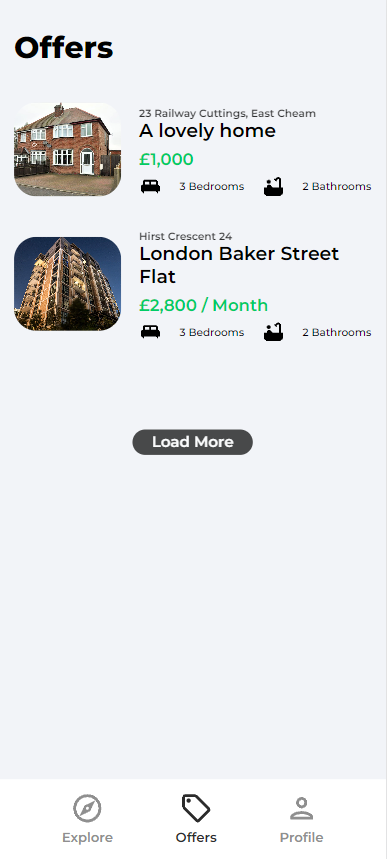 Offers
23 Railway Cuttings, East Cheam
A lovely home
£1,000
3 Bedrooms 2 Bathrooms
Hirst Crescent 24
London Baker Street
Flat
£2,800 / Month
3 Bedrooms 2 Bathrooms
Load More
Explore Offers Profile